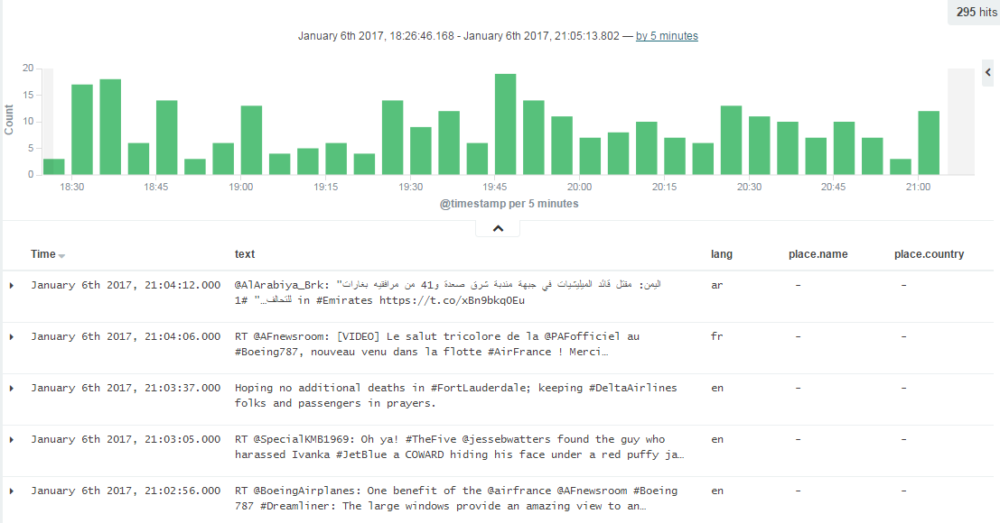 295 hits
January 6th 2017, 18:26:46.168 - January 6th 2017, 21:05:13.802 — by 5 minutes
20
15
10
5
0
Count
18:30 18:45 19:00 19:15 19:30 19:45 20:00 20:15 20:30 20:45 21:00
@timestamp per 5 minutes
Time text lang place.name place.country
January 6th 2017, 21:04:12.000 @AlArabiya_Brk: "اليمن: مقتل قائد الميليشيات في جبهة مندبة شرق صعدة و41 من مرافقيه بغارات ar - -
للتحالف…" #1 in #Emirates https://t.co/xBn9bkqOEu
January 6th 2017, 21:04:06.000 RT @AFnewsroom: [VIDEO] Le salut tricolore de la @PAFofficiel au fr - -
#Boeing787, nouveau venu dans la flotte #AirFrance ! Merci…
January 6th 2017, 21:03:37.000 Hoping no additional deaths in #FortLauderdale; keeping #DeltaAirlines en - -
folks and passengers in prayers.
January 6th 2017, 21:03:05.000 RT @SpecialKMB1969: Oh ya! #TheFive @jessebwatters found the guy who en - -
harassed Ivanka #JetBlue a COWARD hiding his face under a red puffy ja…
January 6th 2017, 21:02:56.000 RT @BoeingAirplanes: One benefit of the @airfrance @AFnewsroom #Boeing en - -
787 #Dreamliner: The large windows provide an amazing view to an…